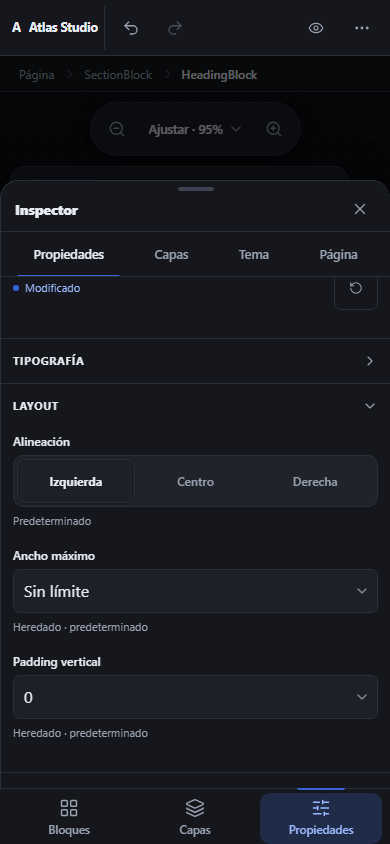 A Atlas Studio
Página > SectionBlock > HeadingBlock
Ajustar · 95%
Inspector
Propiedades Capas Tema Página
Modificado
TIPOGRAFÍA
LAYOUT
Alineación
Izquierda Centro Derecha
Predeterminado
Ancho máximo
Sin límite
Heredado · predeterminado
Padding vertical
0
Heredado · predeterminado
Bloques Capas Propiedades